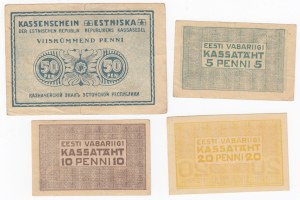 KASSENSCHEIN ESTNISKA
DER ESTNISCHEN REPUBLIK REPUBLIKENS KASSASEDEL
VIISKÜMMEND PENNI
50 50
КАЗНАЧЕЙСКІЙ ЗНАКЪ ЭСТОНСКОЙ РЕСПУБЛИКИ
EESTI VABARIIGI
KASSATÄHT
5 PENNI 5
EESTI VABARIIGI
KASSATÄHT
10 PENNI 10
EESTI VABARIIGI
KASSATÄHT
20 PENNI 20